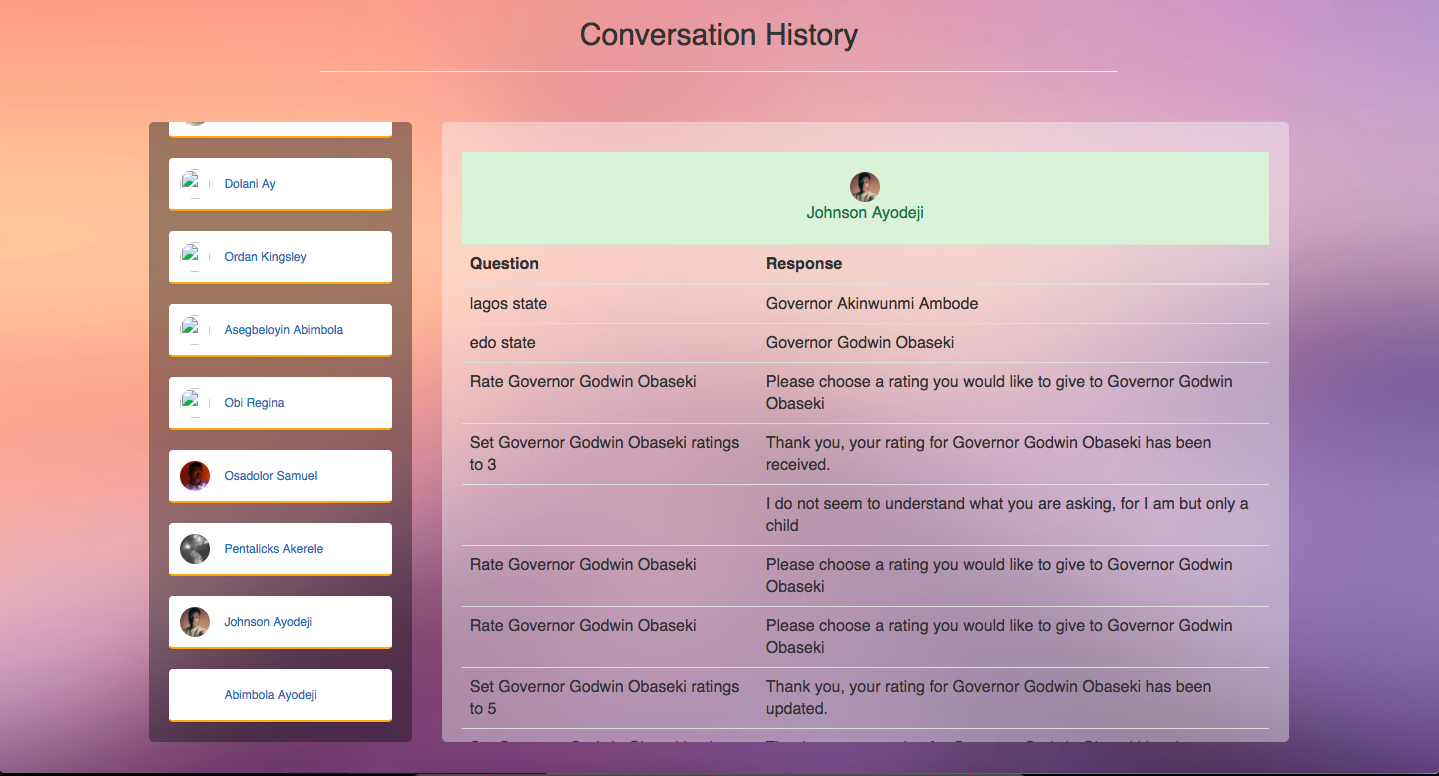 Conversation History
Dolani Ay
Ordan Kingsley
Asegbeloyin Abimbola
Obi Regina
Osadolor Samuel
Pentalicks Akerele
Johnson Ayodeji
Abimbola Ayodeji
Johnson Ayodeji
Question Response
lagos state Governor Akinwunmi Ambode
edo state Governor Godwin Obaseki
Rate Governor Godwin Obaseki Please choose a rating you would like to give to Governor Godwin
Obaseki
Set Governor Godwin Obaseki ratings Thank you, your rating for Governor Godwin Obaseki has been
to 3 received.
I do not seem to understand what you are asking, for I am but only a
child
Rate Governor Godwin Obaseki Please choose a rating you would like to give to Governor Godwin
Obaseki
Rate Governor Godwin Obaseki Please choose a rating you would like to give to Governor Godwin
Obaseki
Set Governor Godwin Obaseki ratings Thank you, your rating for Governor Godwin Obaseki has been
to 5 updated.